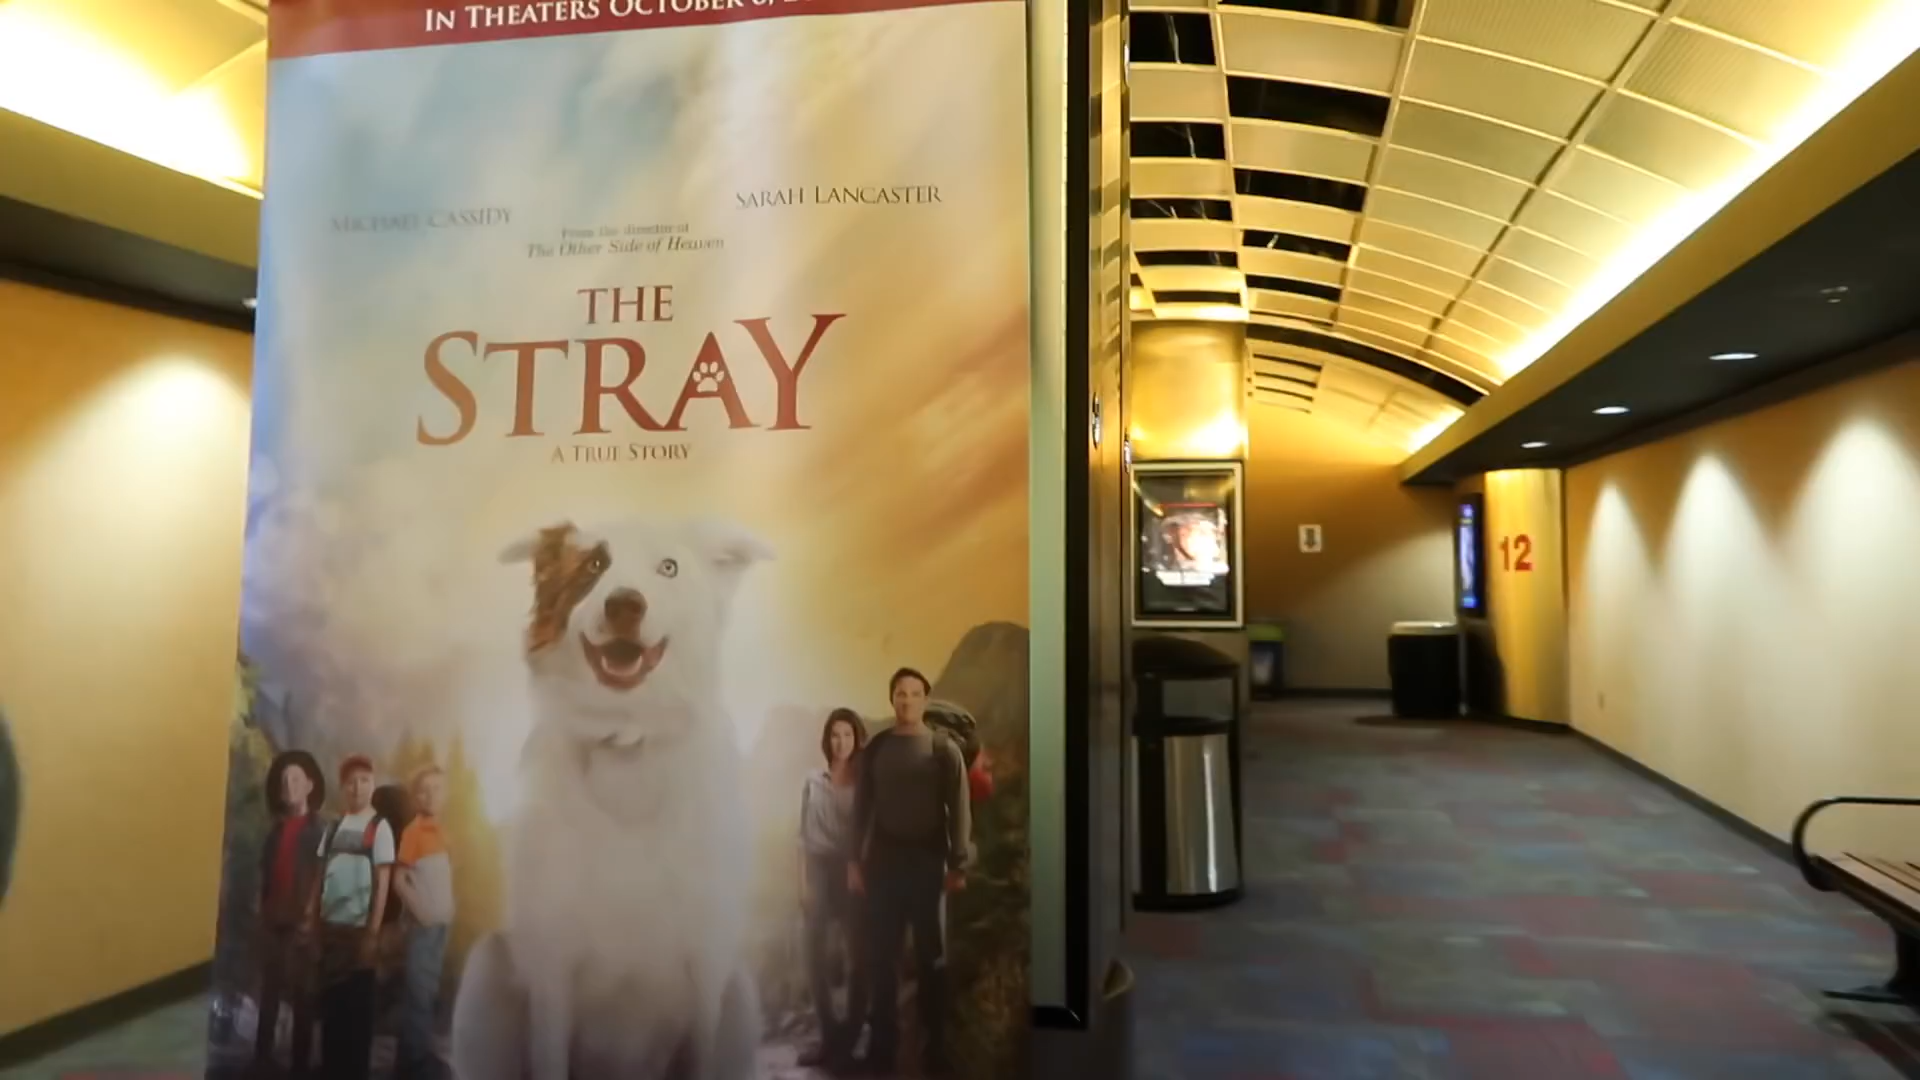 IN THEATERS OCTOBER 6,
MICHAEL CASSIDY
SARAH LANCASTER
From the director of
The Other Side of Heaven
THE
STRAY
A TRUE STORY
12